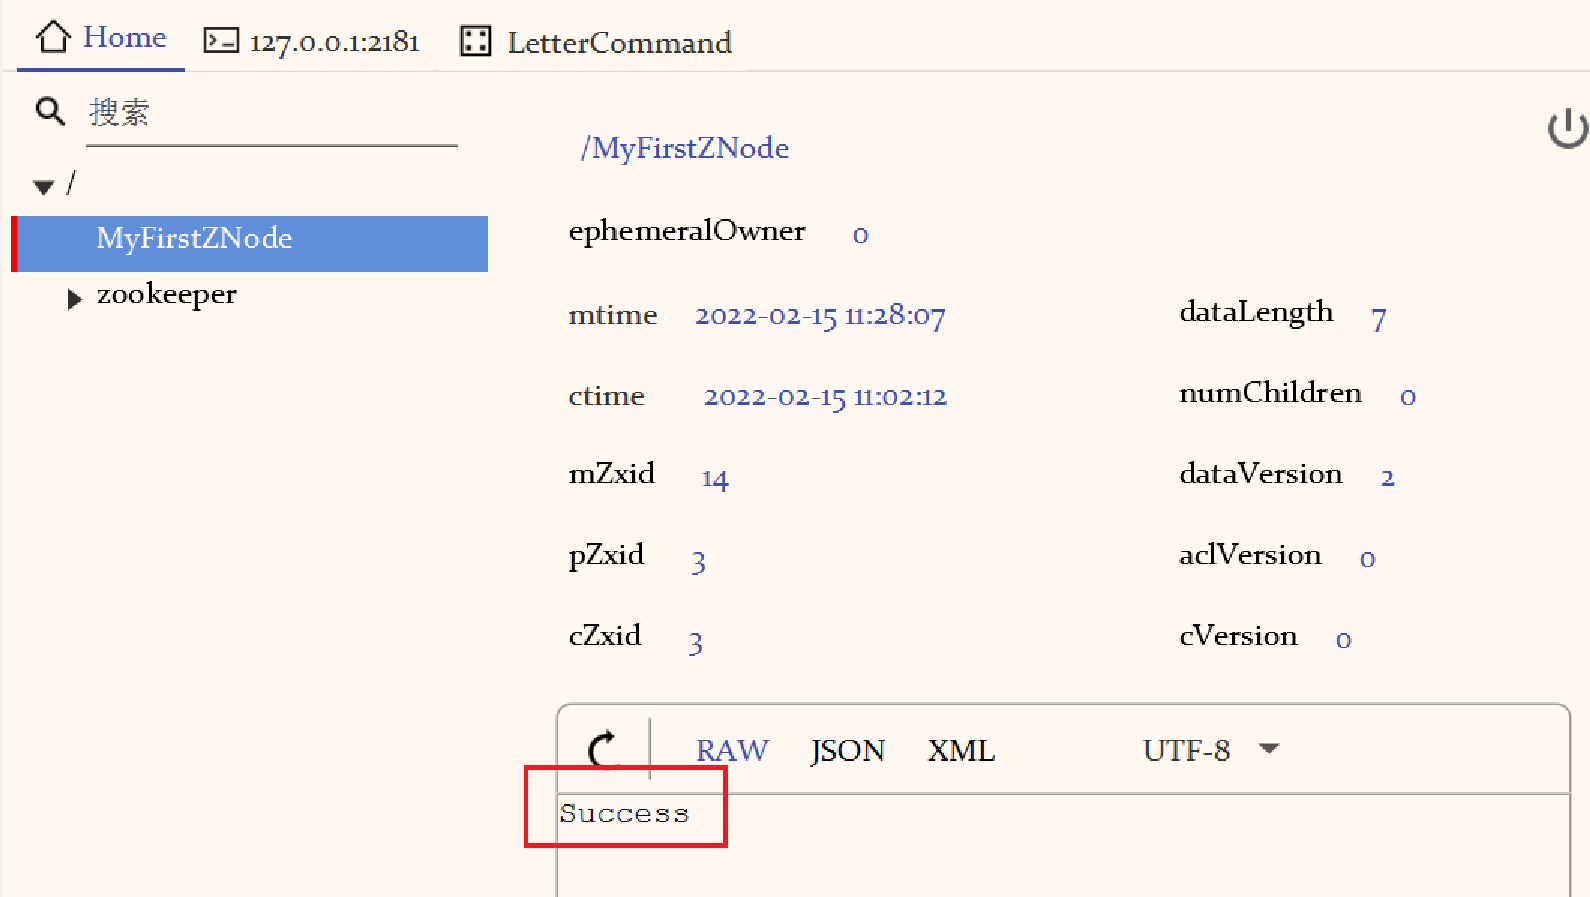 Home 127.0.0.1:2181 LetterCommand
搜索
/
MyFirstZNode
zookeeper
/MyFirstZNode
ephemeralOwner 0
mtime 2022-02-15 11:28:07 dataLength 7
ctime 2022-02-15 11:02:12 numChildren 0
mZxid 14 dataVersion 2
pZxid 3 aclVersion 0
cZxid 3 cVersion 0
RAW JSON XML UTF-8
Success